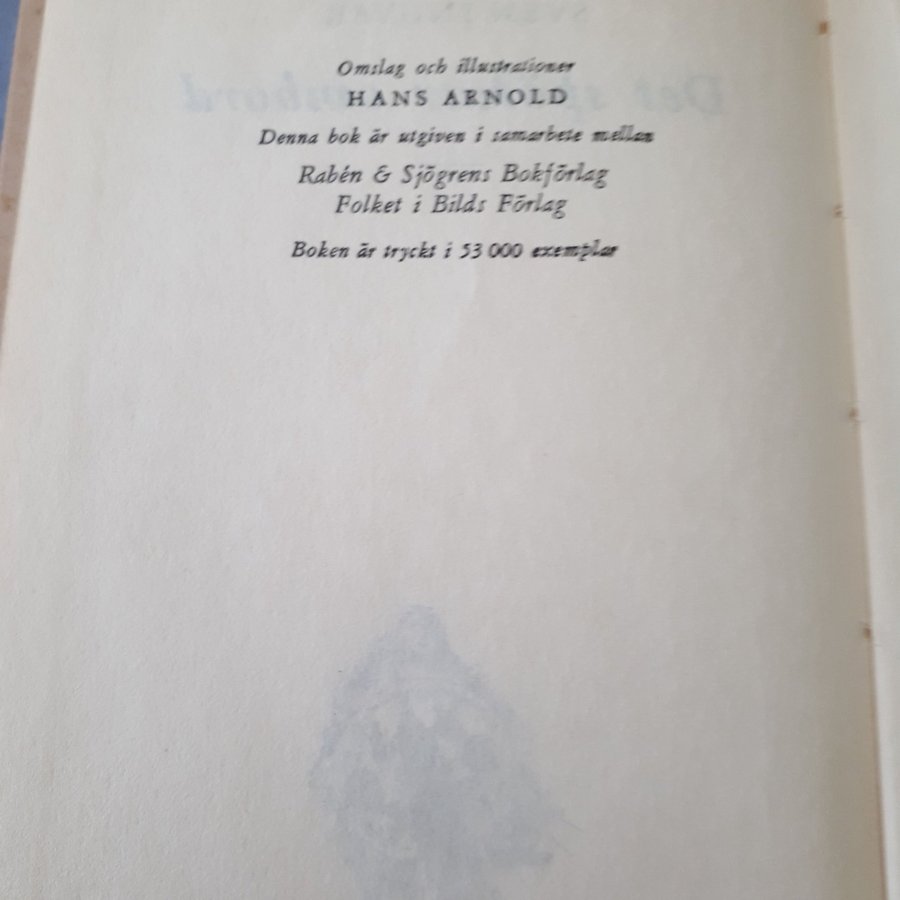 Omslag och illustrationer
HANS ARNOLD
Denna bok är utgiven i samarbete mellan
Rabén & Sjögrens Bokförlag
Folket i Bilds Förlag
Boken är tryckt i 53 000 exemplar